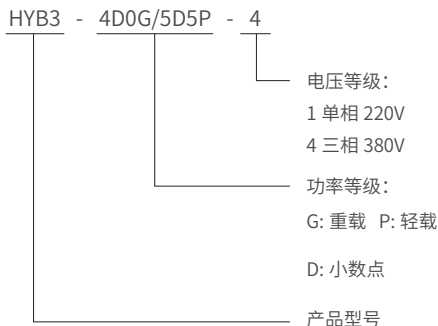 HYB3 - 4D0G/5D5P - 4
电压等级：
1 单相 220V
4 三相 380V
功率等级：
G: 重载 P: 轻载
D: 小数点
产品型号